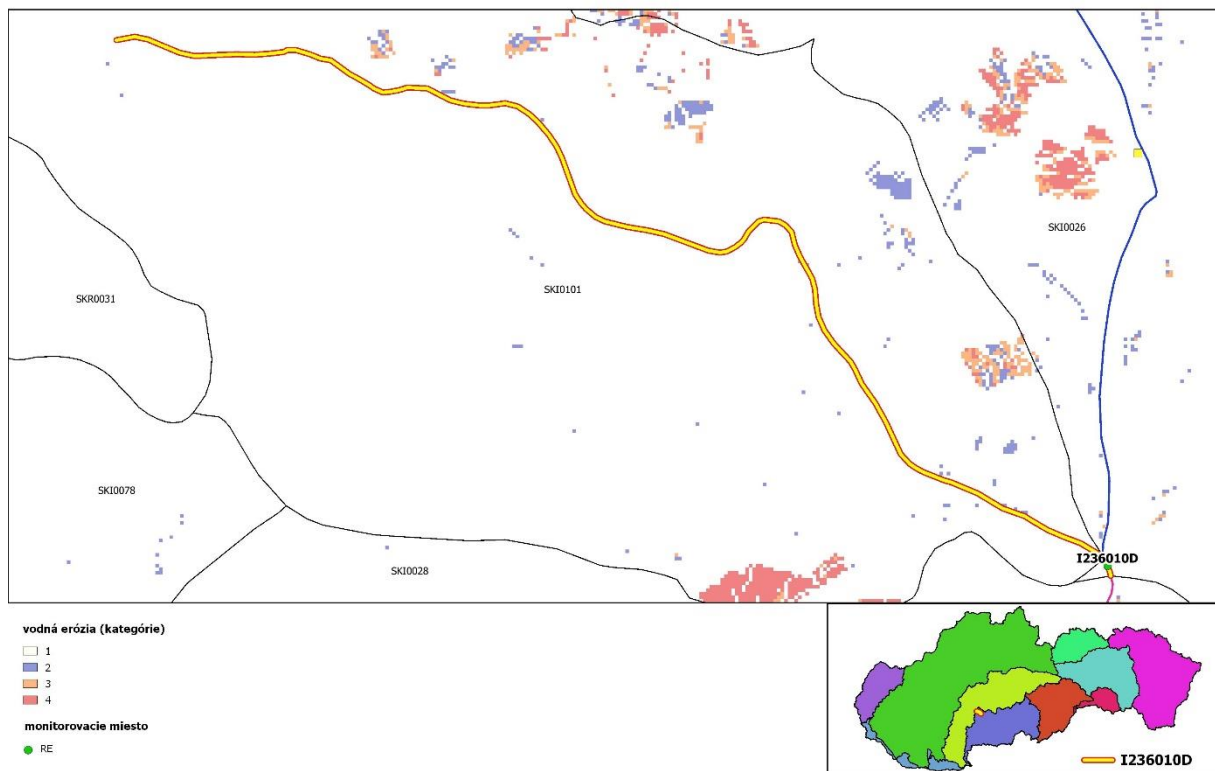 SKI0026
SKI0101
SKR0031
SKI0078
I236010D
SKI0028
vodná erózia (kategórie)
1
2
3
4
monitorovacie miesto
RE
I236010D